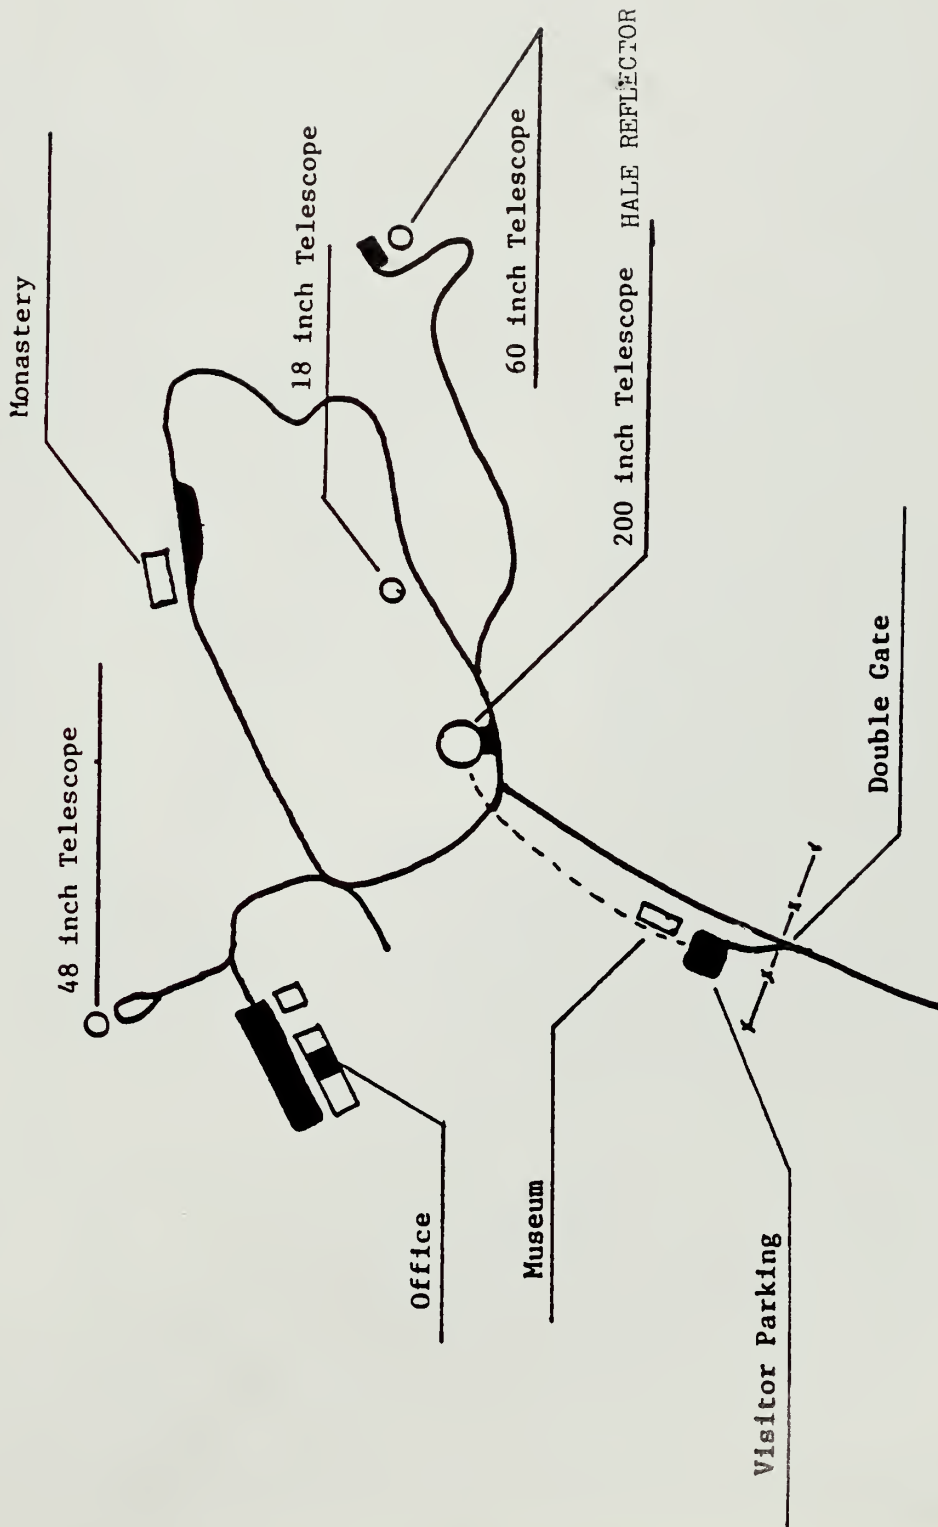 Monastery
48 inch Telescope
18 inch Telescope
60 inch Telescope
200 inch Telescope HALE REFLECTOR
Office
Museum
Double Gate
Visitor Parking